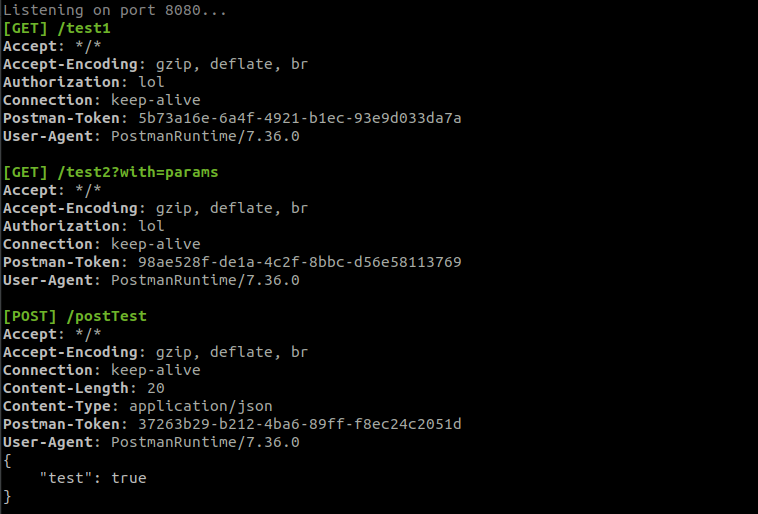 Listening on port 8080...
[GET] /test1
Accept: */*
Accept-Encoding: gzip, deflate, br
Authorization: lol
Connection: keep-alive
Postman-Token: 5b73a16e-6a4f-4921-b1ec-93e9d033da7a
User-Agent: PostmanRuntime/7.36.0

[GET] /test2?with=params
Accept: */*
Accept-Encoding: gzip, deflate, br
Authorization: lol
Connection: keep-alive
Postman-Token: 98ae528f-de1a-4c2f-8bbc-d56e58113769
User-Agent: PostmanRuntime/7.36.0

[POST] /postTest
Accept: */*
Accept-Encoding: gzip, deflate, br
Connection: keep-alive
Content-Length: 20
Content-Type: application/json
Postman-Token: 37263b29-b212-4ba6-89ff-f8ec24c2051d
User-Agent: PostmanRuntime/7.36.0
{
    "test": true
}